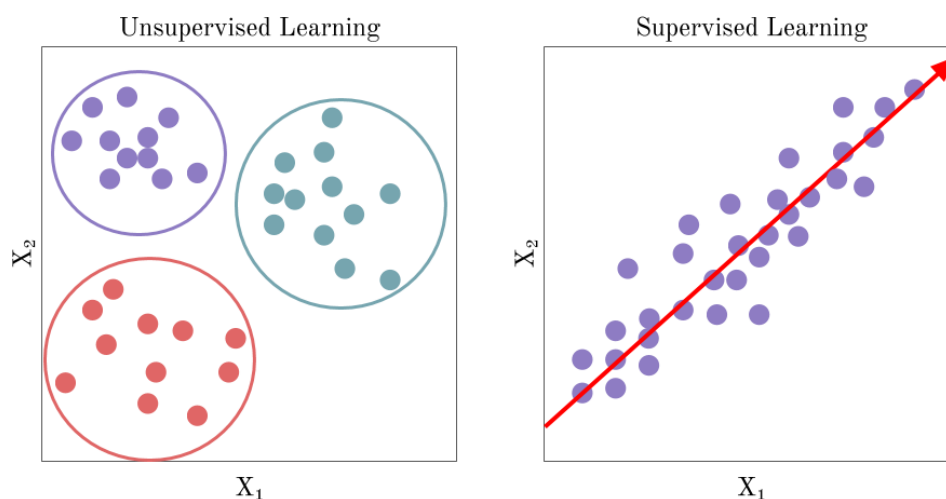 Unsupervised Learning
X₂
X₁
Supervised Learning
X₂
X₁